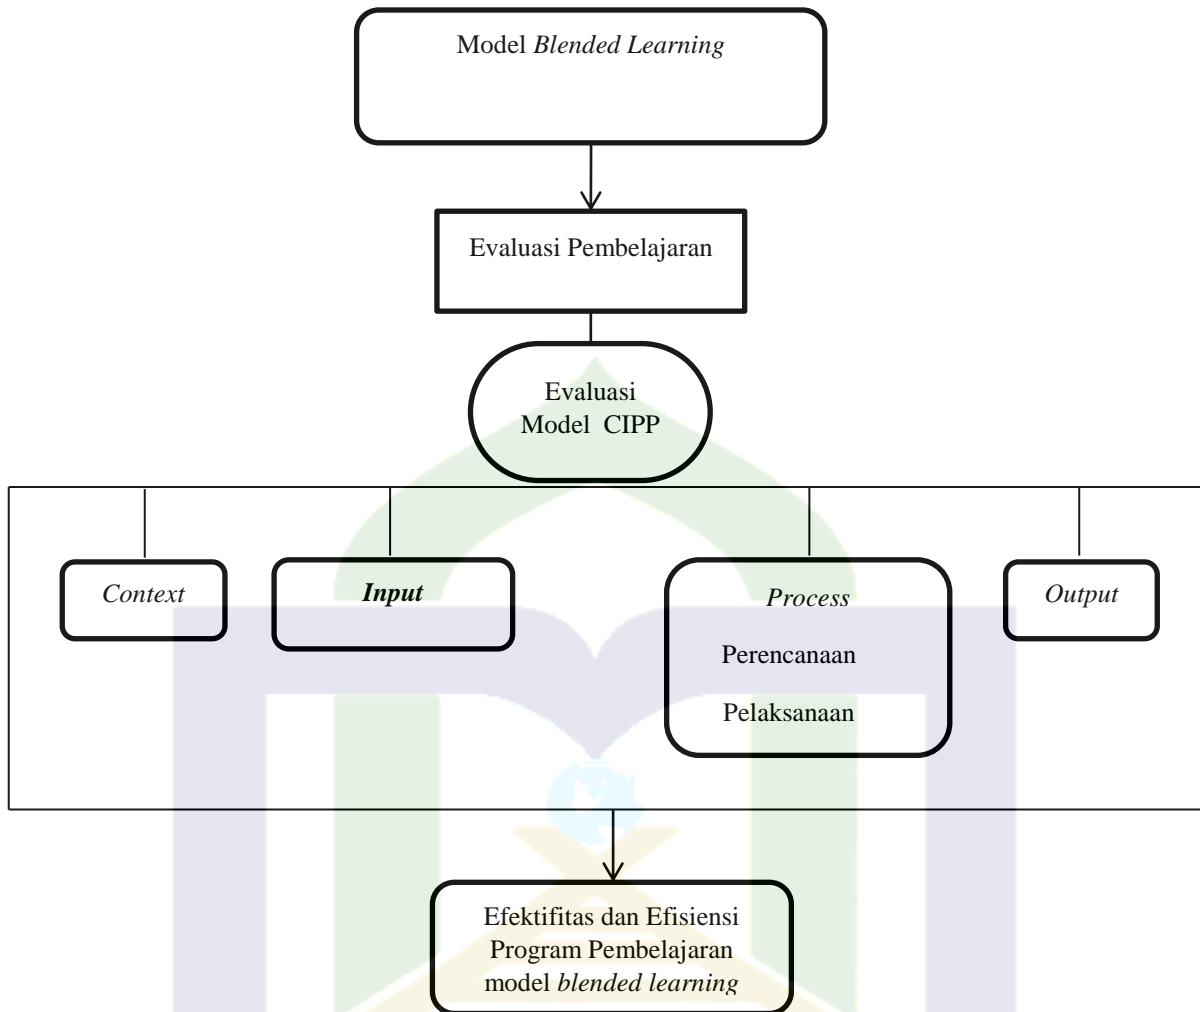 Model Blended Learning
Evaluasi Pembelajaran
Evaluasi
Model CIPP
Context
Input
Process
Perencanaan
Pelaksanaan
Output
Efektifitas dan Efisiensi
Program Pembelajaran
model blended learning